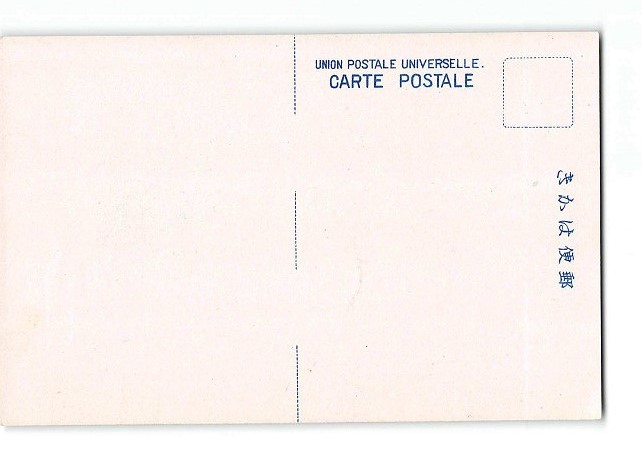 UNION POSTALE UNIVERSELLE.
CARTE POSTALE
郵便はかき